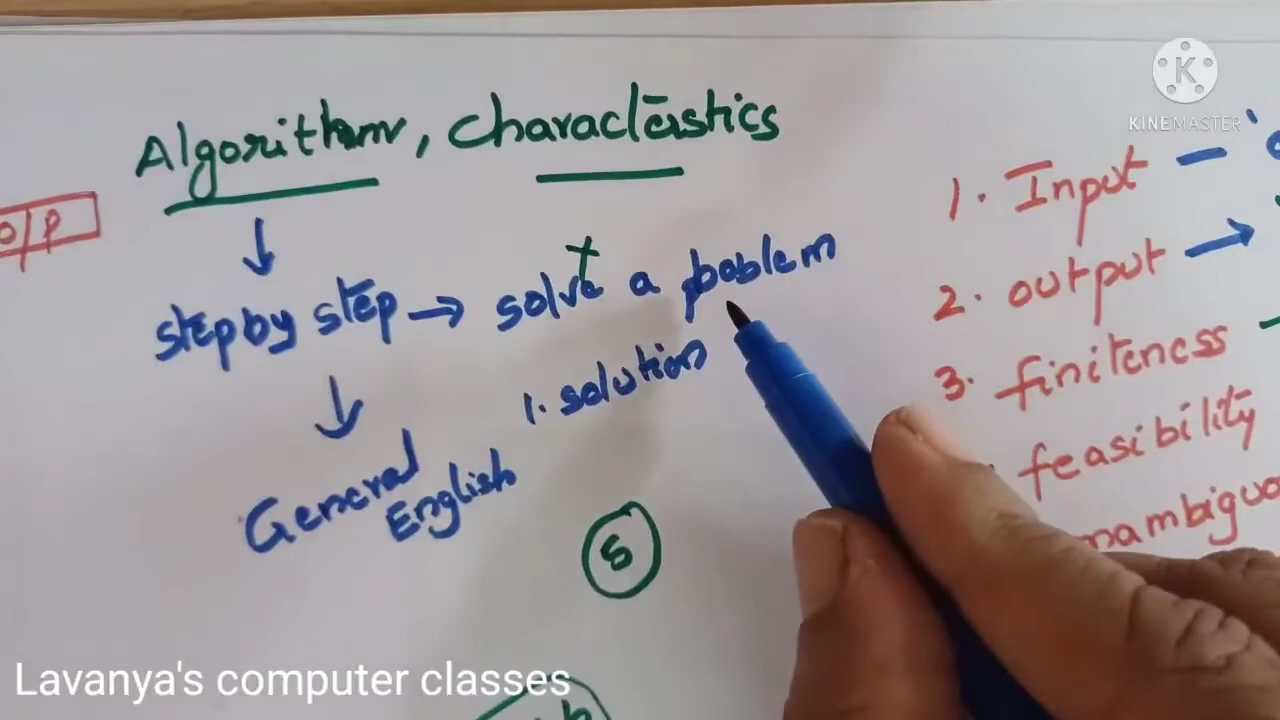 Algorithm, Characteristics
O/P
step by step → solve a problem
1. solution
General
English
1. Input –
2. output →
3. finiteness
feasibility
KINEMASTER
Lavanya's computer classes